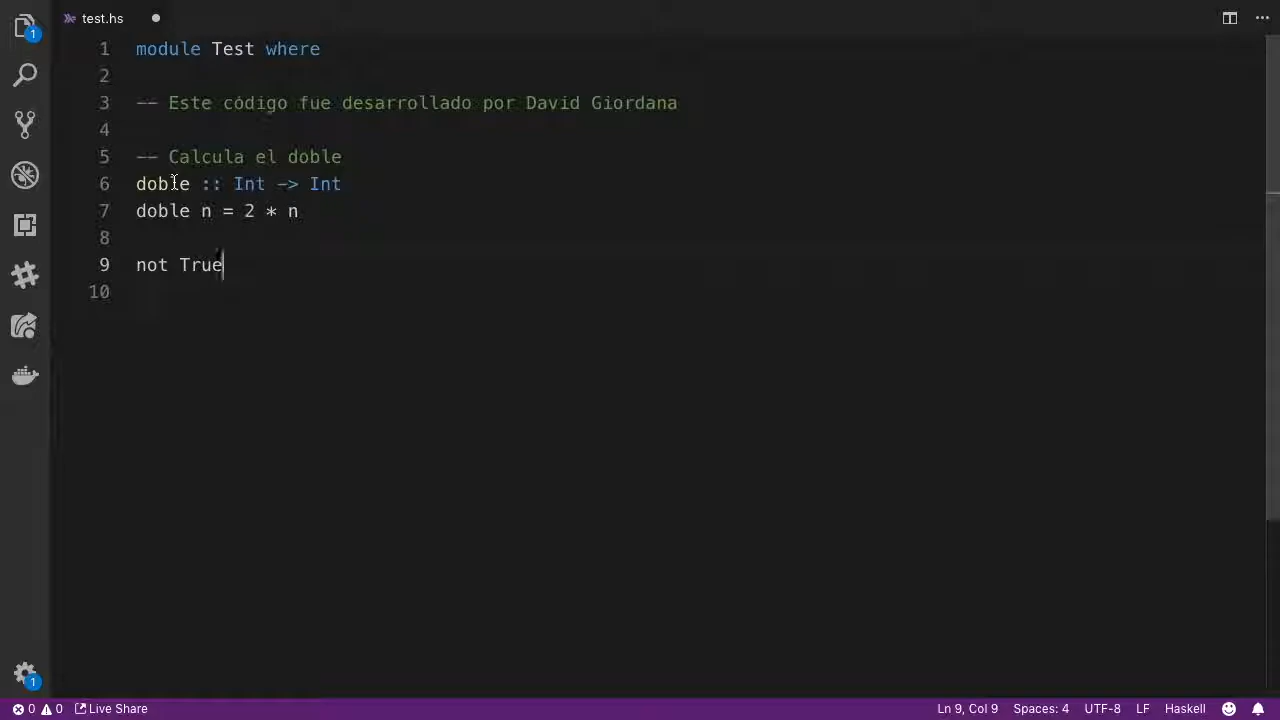 test.hs
1
1 module Test where
2
3 -- Este código fue desarrollado por David Giordana
4
5 -- Calcula el doble
6 doble :: Int -> Int
7 doble n = 2 * n
8
9 not True
10
1
0 0 Live Share Ln 9, Col 9 Spaces: 4 UTF-8 LF Haskell